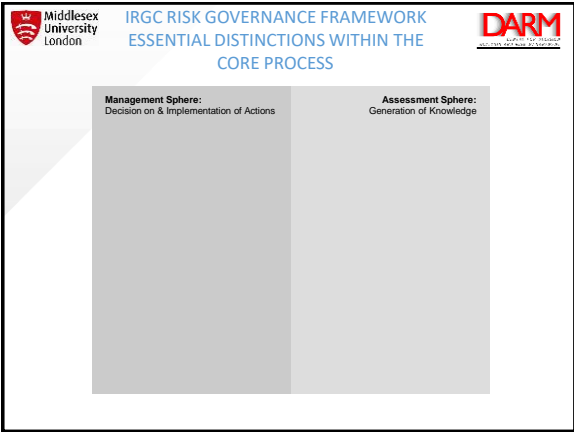 Middlesex
University
London
IRGC RISK GOVERNANCE FRAMEWORK
ESSENTIAL DISTINCTIONS WITHIN THE
CORE PROCESS
DARM
Management Sphere:
Decision on & Implementation of Actions
Assessment Sphere:
Generation of Knowledge